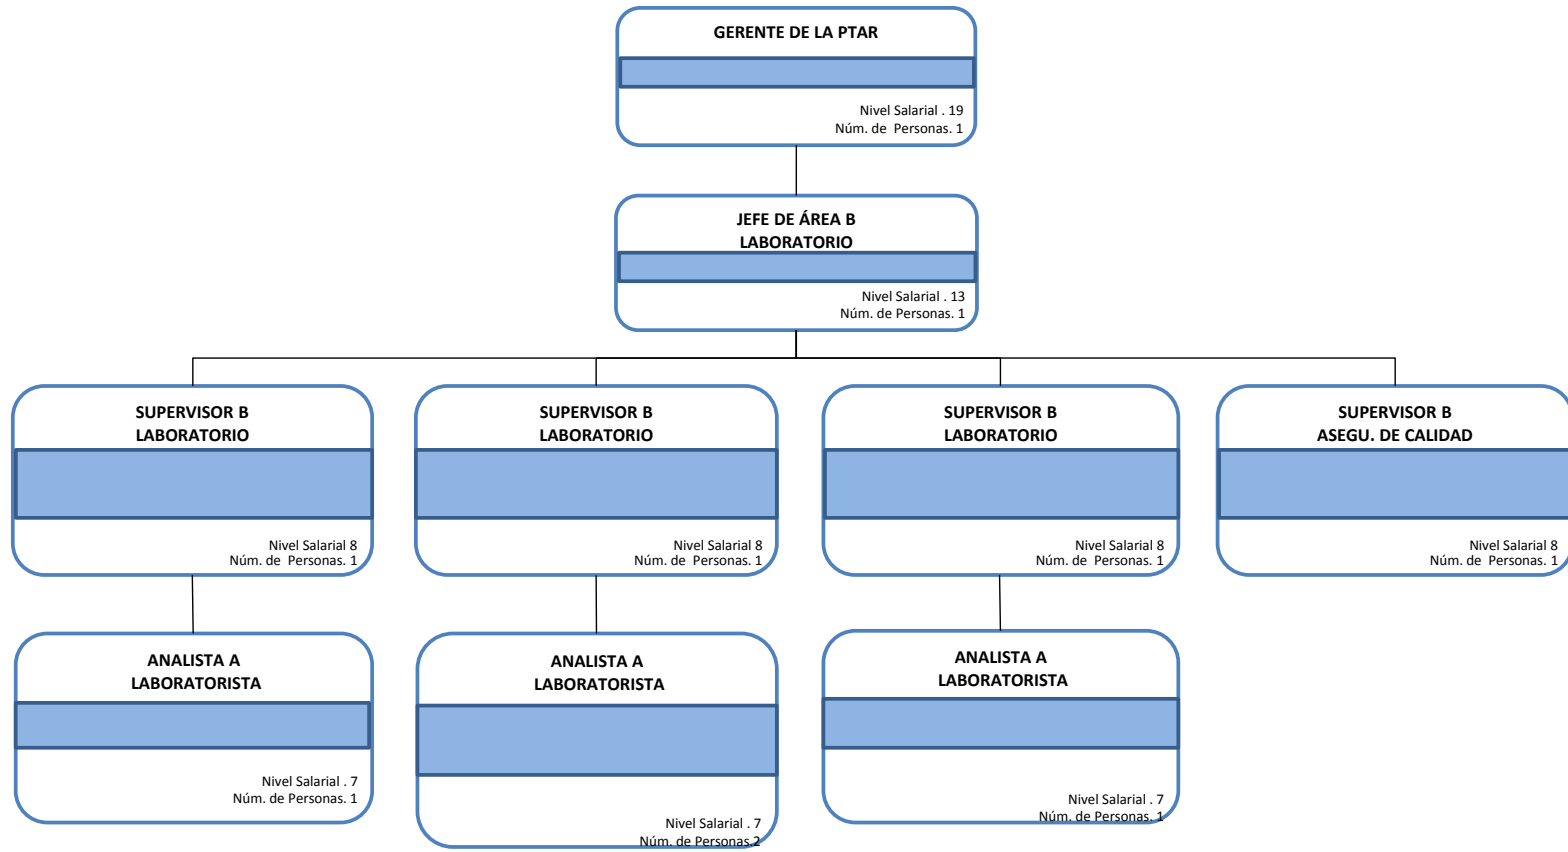 GERENTE DE LA PTAR
Nivel Salarial . 19
Núm. de  Personas. 1
JEFE DE ÁREA B
LABORATORIO
Nivel Salarial . 13
Núm. de Personas. 1
SUPERVISOR B
LABORATORIO
Nivel Salarial 8
Núm. de  Personas. 1
SUPERVISOR B
LABORATORIO
Nivel Salarial 8
Núm. de  Personas. 1
SUPERVISOR B
LABORATORIO
Nivel Salarial 8
Núm. de  Personas. 1
SUPERVISOR B
ASEGU. DE CALIDAD
Nivel Salarial 8
Núm. de  Personas. 1
ANALISTA A
LABORATORISTA
Nivel Salarial . 7
Núm. de Personas. 1
ANALISTA A
LABORATORISTA
Nivel Salarial . 7
Núm. de Personas.2
ANALISTA A
LABORATORISTA
Nivel Salarial . 7
Núm. de Personas. 1